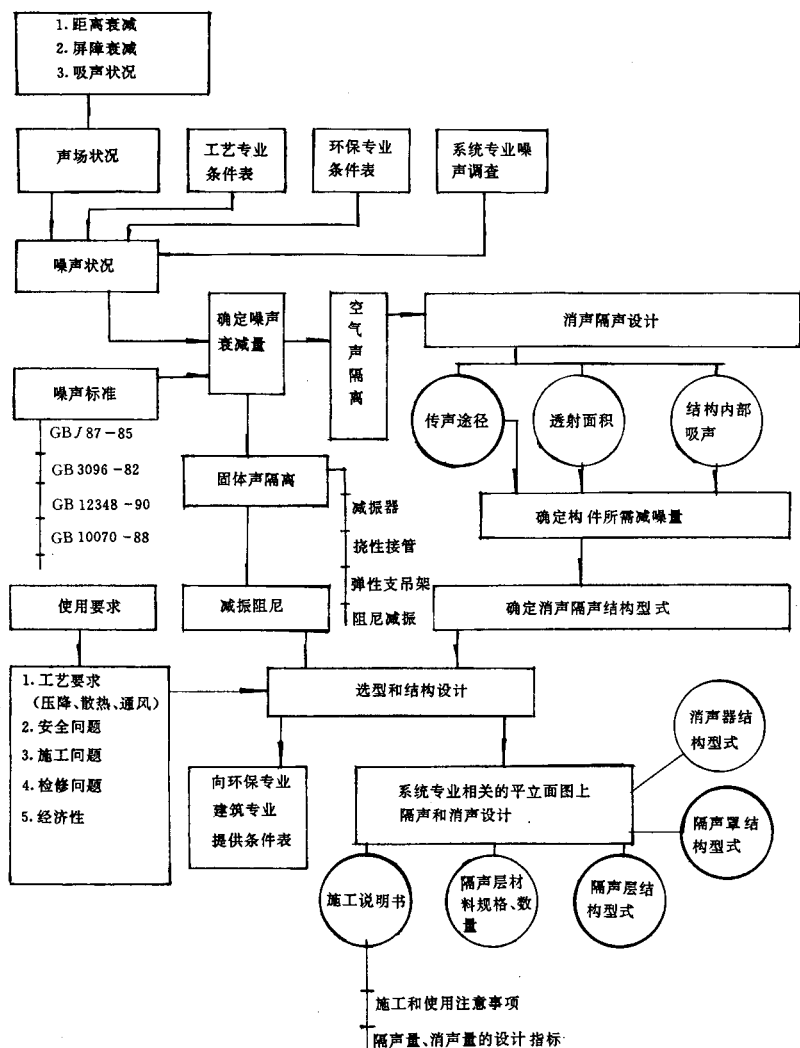 1.距离衰减
2.屏障衰减
3.吸声状况
声场状况
工艺专业
条件表
环保专业
条件表
系统专业噪
声调查
噪声状况
确定噪声
衰减量
空
气
声
隔
离
消声隔声设计
噪声标准
传声途径
透射面积
结构内部
吸声
GBJ87-85
GB3096-82
GB12348-90
GB10070-88
固体声隔离
减振器
挠性接管
弹性支吊架
阻尼减振
确定构件所需减噪量
使用要求
减振阻尼
确定消声隔声结构型式
1.工艺要求
(压降、散热、通风)
2.安全问题
3.施工问题
4.检修问题
5.经济性
选型和结构设计
消声器结
构型式
向环保专业
建筑专业
提供条件表
系统专业相关的平立面图上
隔声和消声设计
隔声罩结
构型式
施工说明书
隔声层材
料规格、数
量
隔声层结
构型式
施工和使用注意事项
隔声量、消声量的设计指标